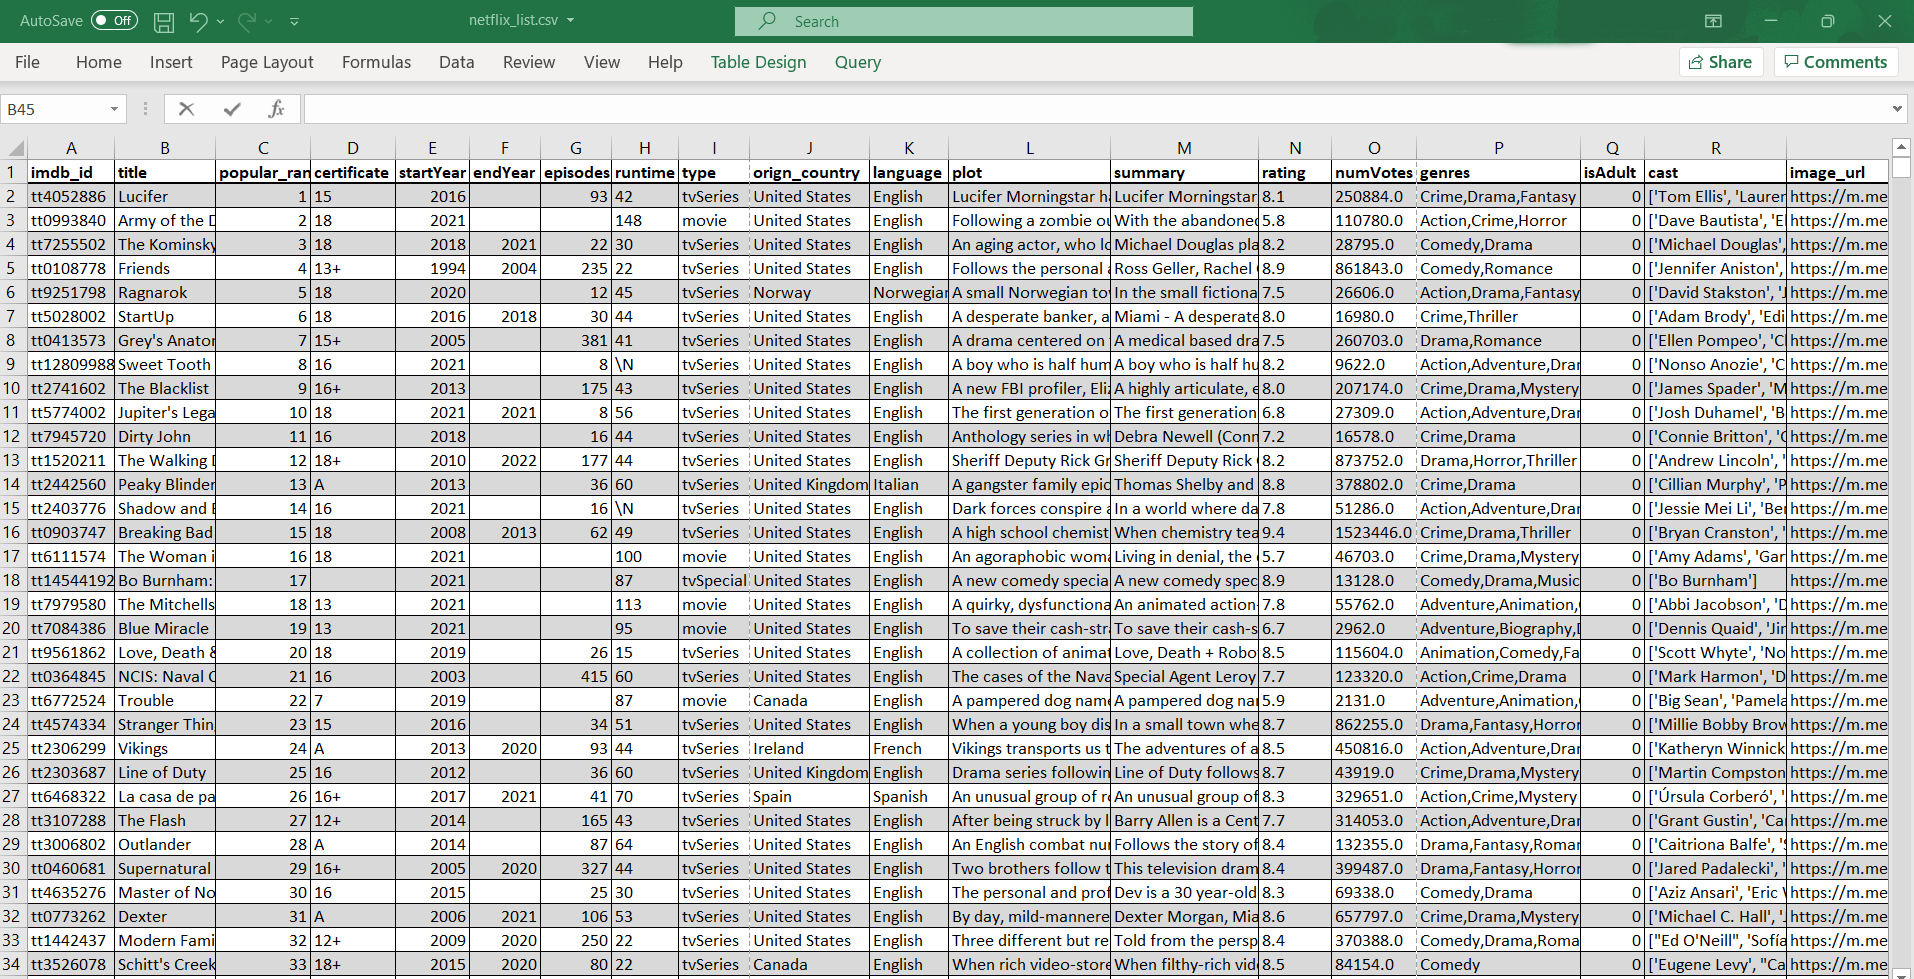 AutoSave Off netflix_list.csv Search
File Home Insert Page Layout Formulas Data Review View Help Table Design Query Share Comments
B45 fx
A B C D E F G H I J K L M N O P Q R
1 imdb_id title popular_ran certificate startYear endYear episodes runtime type orign_country language plot summary rating numVotes genres isAdult cast image_url
2 tt4052886 Lucifer 1 15 2016 93 42 tvSeries United States English Lucifer Morningstar ha Lucifer Morningstar 8.1 250884.0 Crime,Drama,Fantasy 0 ['Tom Ellis', 'Lauren https://m.me
3 tt0993840 Army of the D 2 18 2021 148 movie United States English Following a zombie ou With the abandoned 5.8 110780.0 Action,Crime,Horror 0 ['Dave Bautista', 'El https://m.me
4 tt7255502 The Kominsky 3 18 2018 2021 22 30 tvSeries United States English An aging actor, who lo Michael Douglas pla 8.2 28795.0 Comedy,Drama 0 ['Michael Douglas', https://m.me
5 tt0108778 Friends 4 13+ 1994 2004 235 22 tvSeries United States English Follows the personal a Ross Geller, Rachel 8.9 861843.0 Comedy,Romance 0 ['Jennifer Aniston', https://m.me
6 tt9251798 Ragnarok 5 18 2020 12 45 tvSeries Norway Norwegian A small Norwegian to In the small fictiona 7.5 26606.0 Action,Drama,Fantasy 0 ['David Stakston', 'J https://m.me
7 tt5028002 StartUp 6 18 2016 2018 30 44 tvSeries United States English A desperate banker, a Miami - A desperate 8.0 16980.0 Crime,Thriller 0 ['Adam Brody', 'Edi https://m.me
8 tt0413573 Grey's Anator 7 15+ 2005 381 41 tvSeries United States English A drama centered on A medical based dra 7.5 260703.0 Drama,Romance 0 ['Ellen Pompeo', 'Cl https://m.me
9 tt12809988 Sweet Tooth 8 16 2021 8 \N tvSeries United States English A boy who is half hum A boy who is half hu 8.2 9622.0 Action,Adventure,Drar 0 ['Nonso Anozie', 'C https://m.me
10 tt2741602 The Blacklist 9 16+ 2013 175 43 tvSeries United States English A new FBI profiler, Eliz A highly articulate, e 8.0 207174.0 Crime,Drama,Mystery 0 ['James Spader', 'M https://m.me
11 tt5774002 Jupiter's Lega 10 18 2021 2021 8 56 tvSeries United States English The first generation o The first generation 6.8 27309.0 Action,Adventure,Drar 0 ['Josh Duhamel', 'B https://m.me
12 tt7945720 Dirty John 11 16 2018 16 44 tvSeries United States English Anthology series in wh Debra Newell (Conn 7.2 16578.0 Crime,Drama 0 ['Connie Britton', 'C https://m.me
13 tt1520211 The Walking D 12 18+ 2010 2022 177 44 tvSeries United States English Sheriff Deputy Rick Gr Sheriff Deputy Rick 8.2 873752.0 Drama,Horror,Thriller 0 ['Andrew Lincoln', ' https://m.me
14 tt2442560 Peaky Blinder 13 A 2013 36 60 tvSeries United Kingdom Italian A gangster family epic Thomas Shelby and 8.8 378802.0 Crime,Drama 0 ['Cillian Murphy', 'P https://m.me
15 tt2403776 Shadow and B 14 16 2021 16 \N tvSeries United States English Dark forces conspire a In a world where da 7.8 51286.0 Action,Adventure,Drar 0 ['Jessie Mei Li', 'Ber https://m.me
16 tt0903747 Breaking Bad 15 18 2008 2013 62 49 tvSeries United States English A high school chemist When chemistry tea 9.4 1523446.0 Crime,Drama,Thriller 0 ['Bryan Cranston', ' https://m.me
17 tt6111574 The Woman i 16 18 2021 100 movie United States English An agoraphobic woma Living in denial, the 5.7 46703.0 Crime,Drama,Mystery 0 ['Amy Adams', 'Gar https://m.me
18 tt14544192 Bo Burnham: 17 2021 87 tvSpecial United States English A new comedy specia A new comedy spec 8.9 13128.0 Comedy,Drama,Music 0 ['Bo Burnham'] https://m.me
19 tt7979580 The Mitchells 18 13 2021 113 movie United States English A quirky, dysfunctiona An animated action- 7.8 55762.0 Adventure,Animation, 0 ['Abbi Jacobson', 'D https://m.me
20 tt7084386 Blue Miracle 19 13 2021 95 movie United States English To save their cash-str To save their cash-s 6.7 2962.0 Adventure,Biography, 0 ['Dennis Quaid', 'Jir https://m.me
21 tt9561862 Love, Death & 20 18 2019 26 15 tvSeries United States English A collection of animat Love, Death + Robo 8.5 115604.0 Animation,Comedy,Fa 0 ['Scott Whyte', 'No https://m.me
22 tt0364845 NCIS: Naval C 21 16 2003 415 60 tvSeries United States English The cases of the Nava Special Agent Leroy 7.7 123320.0 Action,Crime,Drama 0 ['Mark Harmon', 'D https://m.me
23 tt6772524 Trouble 22 7 2019 87 movie Canada English A pampered dog name A pampered dog nar 5.9 2131.0 Adventure,Animation, 0 ['Big Sean', 'Pamela https://m.me
24 tt4574334 Stranger Thin 23 15 2016 34 51 tvSeries United States English When a young boy dis In a small town whe 8.7 862255.0 Drama,Fantasy,Horror 0 ['Millie Bobby Brow https://m.me
25 tt2306299 Vikings 24 A 2013 2020 93 44 tvSeries Ireland French Vikings transports us t The adventures of a 8.5 450816.0 Action,Adventure,Drar 0 ['Katheryn Winnick https://m.me
26 tt2303687 Line of Duty 25 16 2012 36 60 tvSeries United Kingdom English Drama series followin Line of Duty follows 8.7 43919.0 Crime,Drama,Mystery 0 ['Martin Compston https://m.me
27 tt6468322 La casa de pa 26 16+ 2017 2021 41 70 tvSeries Spain Spanish An unusual group of ro An unusual group of 8.3 329651.0 Action,Crime,Mystery 0 ['Úrsula Corberó', ' https://m.me
28 tt3107288 The Flash 27 12+ 2014 165 43 tvSeries United States English After being struck by l Barry Allen is a Cent 7.7 314053.0 Action,Adventure,Drar 0 ['Grant Gustin', 'Ca https://m.me
29 tt3006802 Outlander 28 A 2014 87 64 tvSeries United States English An English combat nur Follows the story of 8.4 132355.0 Drama,Fantasy,Romar 0 ['Caitriona Balfe', 'S https://m.me
30 tt0460681 Supernatural 29 16+ 2005 2020 327 44 tvSeries United States English Two brothers follow t This television dram 8.4 399487.0 Drama,Fantasy,Horror 0 ['Jared Padalecki', ' https://m.me
31 tt4635276 Master of No 30 16 2015 25 30 tvSeries United States English The personal and prof Dev is a 30 year-old 8.3 69338.0 Comedy,Drama 0 ['Aziz Ansari', 'Eric https://m.me
32 tt0773262 Dexter 31 A 2006 2021 106 53 tvSeries United States English By day, mild-mannere Dexter Morgan, Mia 8.6 657797.0 Crime,Drama,Mystery 0 ['Michael C. Hall', 'J https://m.me
33 tt1442437 Modern Fami 32 12+ 2009 2020 250 22 tvSeries United States English Three different but re Told from the persp 8.4 370388.0 Comedy,Drama,Roma 0 ["Ed O'Neill", 'Sofía https://m.me
34 tt3526078 Schitt's Creek 33 18+ 2015 2020 80 22 tvSeries Canada English When rich video-store When filthy-rich vid 8.5 84154.0 Comedy 0 ['Eugene Levy', "Ca https://m.me